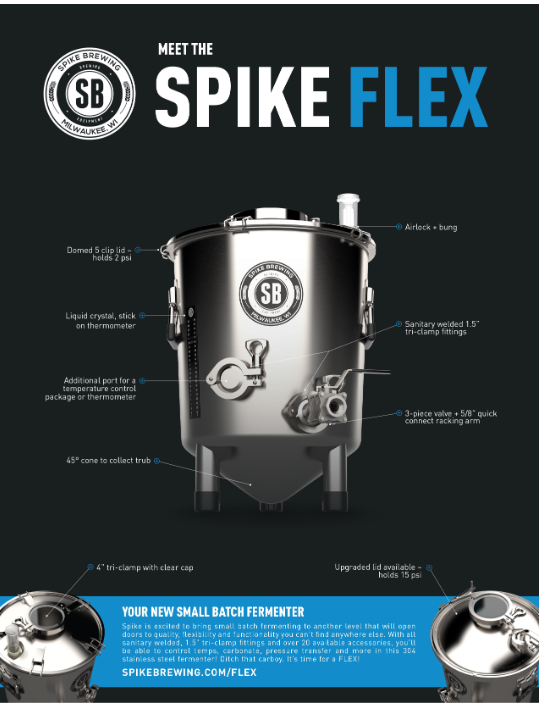 MEET THE
SPIKE FLEX
SPIKE BREWING
BREWING
SB
EQUIPMENT
MILWAUKEE, WI
Airlock + bung
Domed 5 clip lid –
holds 2 psi
SPIKE BREWING
SB
MILWAUKEE, WI
Liquid crystal, stick
on thermometer
Sanitary welded 1.5"
tri-clamp fittings
Additional port for a
temperature control
package or thermometer
3-piece valve + 5/8" quick
connect racking arm
45° cone to collect trub
4" tri-clamp with clear cap
Upgraded lid available –
holds 15 psi
YOUR NEW SMALL BATCH FERMENTER
Spike is excited to bring small batch fermenting to another level that will open
doors to quality, flexibility and functionality you can't find anywhere else. With all
sanitary welded, 1.5" tri-clamp fittings and over 20 available accessories, you'll
be able to control temps, carbonate, pressure transfer and more in this 304
stainless steel fermenter! Ditch that carboy. It's time for a FLEX!
SPIKEBREWING.COM/FLEX